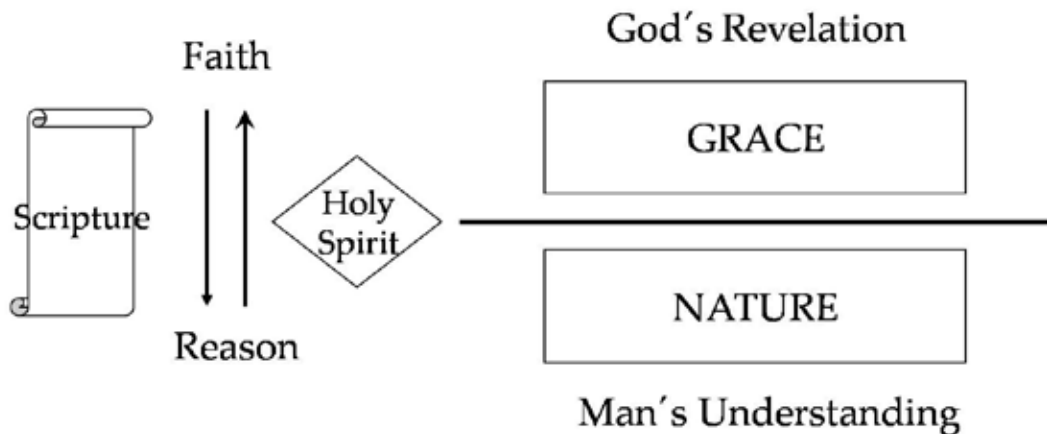 God´s Revelation
Faith
GRACE
Scripture
Holy
Spirit
NATURE
Reason
Man´s Understanding